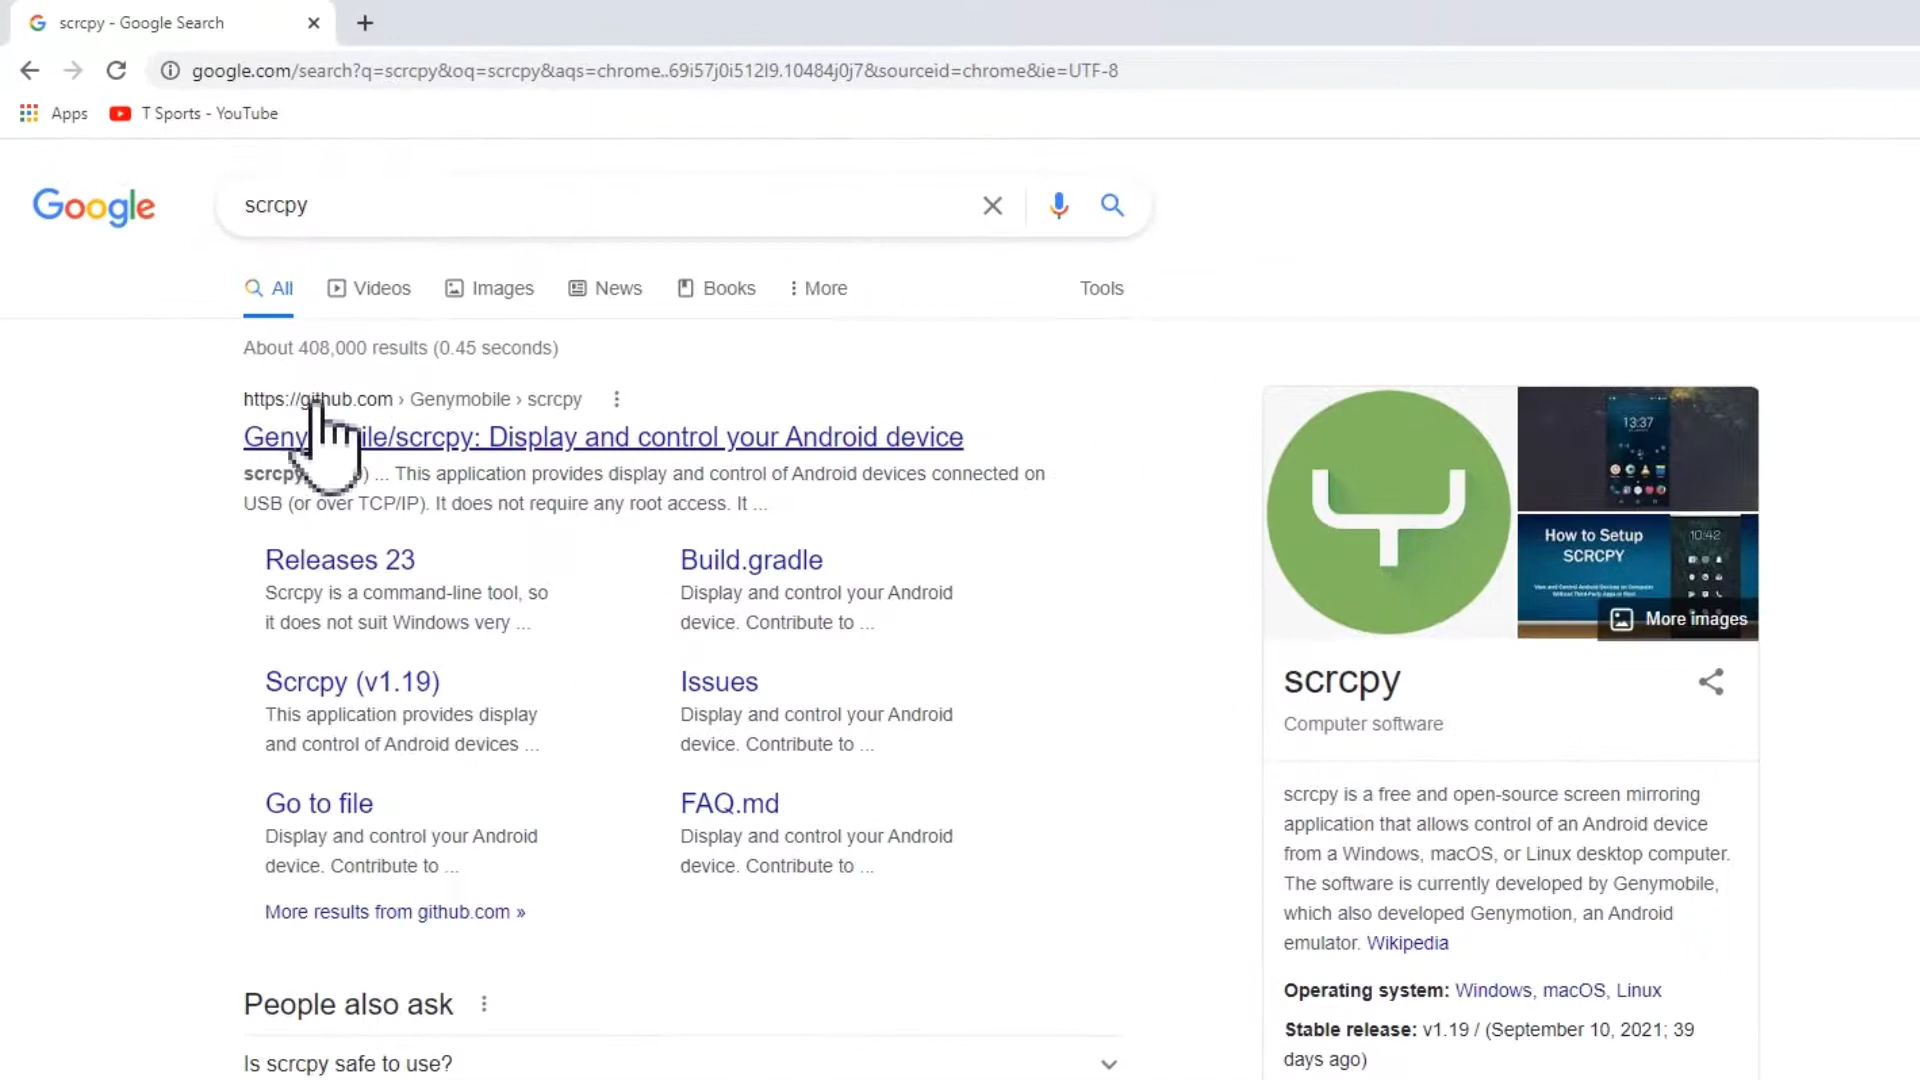 scrcpy - Google Search
google.com/search?q=scrcpy&oq=scrcpy&aqs=chrome..69i57j0i512l9.10484j0j7&sourceid=chrome&ie=UTF-8
Apps
T Sports - YouTube
Google
scrcpy
All
Videos
Images
News
Books
More
Tools
About 408,000 results (0.45 seconds)
https://github.com › Genymobile › scrcpy
Geny ile/scrcpy: Display and control your Android device
scrcpy ) ... This application provides display and control of Android devices connected on
USB (or over TCP/IP). It does not require any root access. It ...
Releases 23
Scrcpy is a command-line tool, so
it does not suit Windows very ...
Build.gradle
Display and control your Android
device. Contribute to ...
Scrcpy (v1.19)
This application provides display
and control of Android devices ...
Issues
Display and control your Android
device. Contribute to ...
Go to file
Display and control your Android
device. Contribute to ...
FAQ.md
Display and control your Android
device. Contribute to ...
More results from github.com »
People also ask
Is scrcpy safe to use?
13:37
How to Setup
SCRCPY
10:42
More images
scrcpy
Computer software
scrcpy is a free and open-source screen mirroring
application that allows control of an Android device
from a Windows, macOS, or Linux desktop computer.
The software is currently developed by Genymobile,
which also developed Genymotion, an Android
emulator. Wikipedia
Operating system: Windows, macOS, Linux
Stable release: v1.19 / (September 10, 2021; 39
days ago)